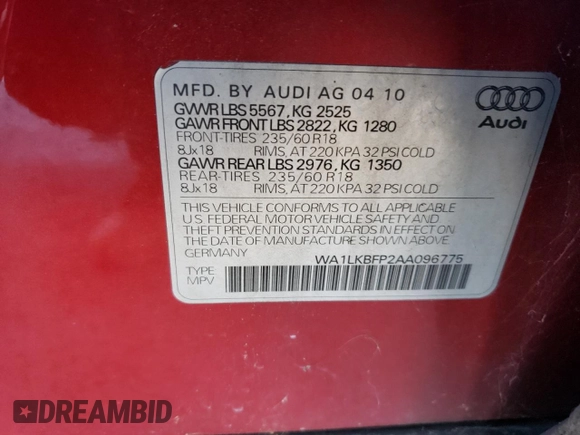 MFD. BY AUDI AG 04 10
GVWR LBS 5567, KG 2525
GAWR FRONT LBS 2822, KG 1280
FRONT-TIRES 235/60 R18
8Jx18 RIMS, AT 220 KPA 32 PSI COLD
GAWR REAR LBS 2976, KG 1350
REAR-TIRES 235/60 R18
8Jx18 RIMS, AT 220 KPA 32 PSI COLD
THIS VEHICLE CONFORMS TO ALL APPLICABLE
U S FEDERAL MOTOR VEHICLE SAFETY AND
THEFT PREVENTION STANDARDS IN EFFECT ON
THE DATE OF MANUFACTURE SHOWN ABOVE.
GERMANY WA1LKBFP2AA096775
TYPE
MPV
Audi
DREAMBID